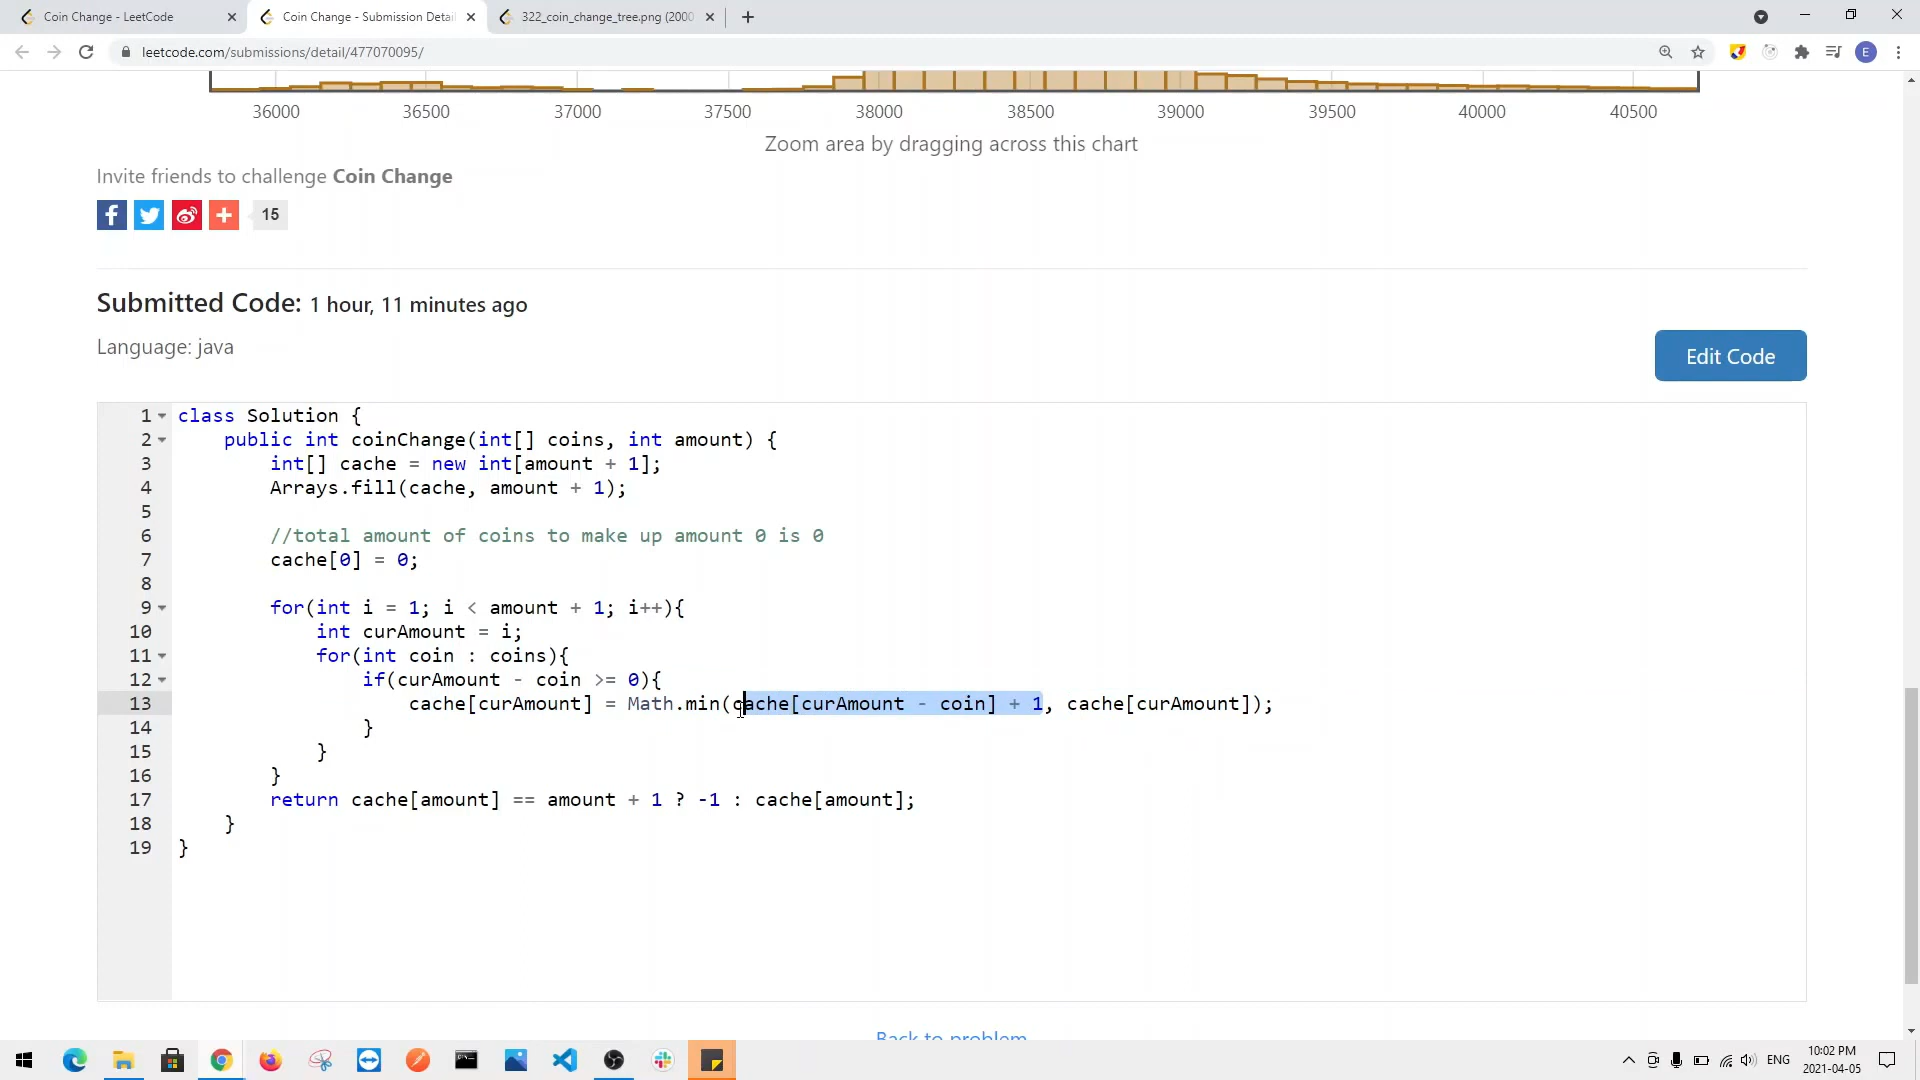 Coin Change - LeetCode
Coin Change - Submission Detai
322_coin_change_tree.png (2000
leetcode.com/submissions/detail/477070095/
E
36000 36500 37000 37500 38000 38500 39000 39500 40000 40500
Zoom area by dragging across this chart
Invite friends to challenge Coin Change
15
Submitted Code: 1 hour, 11 minutes ago
Language: java
Edit Code
1 class Solution {
2 public int coinChange(int[] coins, int amount) {
3 int[] cache = new int[amount + 1];
4 Arrays.fill(cache, amount + 1);
5
6 //total amount of coins to make up amount 0 is 0
7 cache[0] = 0;
8
9 for(int i = 1; i < amount + 1; i++){
10 int curAmount = i;
11 for(int coin : coins){
12 if(curAmount - coin >= 0){
13 cache[curAmount] = Math.min(cache[curAmount - coin] + 1, cache[curAmount]);
14 }
15 }
16 }
17 return cache[amount] == amount + 1 ? -1 : cache[amount];
18 }
19 }
Back to problem
ENG
10:02 PM
2021-04-05